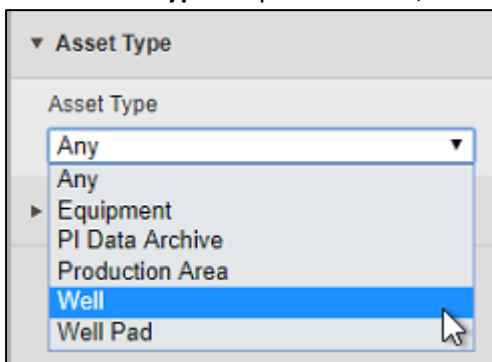 Asset Type
Asset Type
Any
Any
Equipment
PI Data Archive
Production Area
Well
Well Pad